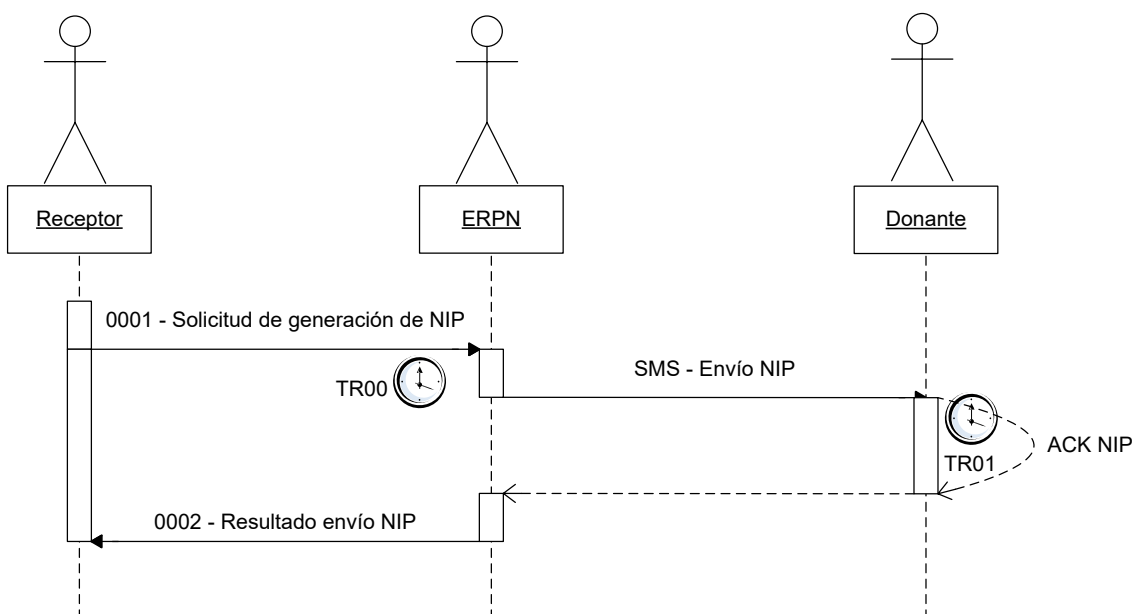 Receptor
ERPN
Donante
0001 - Solicitud de generación de NIP
TR00
SMS - Envío NIP
TR01
ACK NIP
0002 - Resultado envío NIP